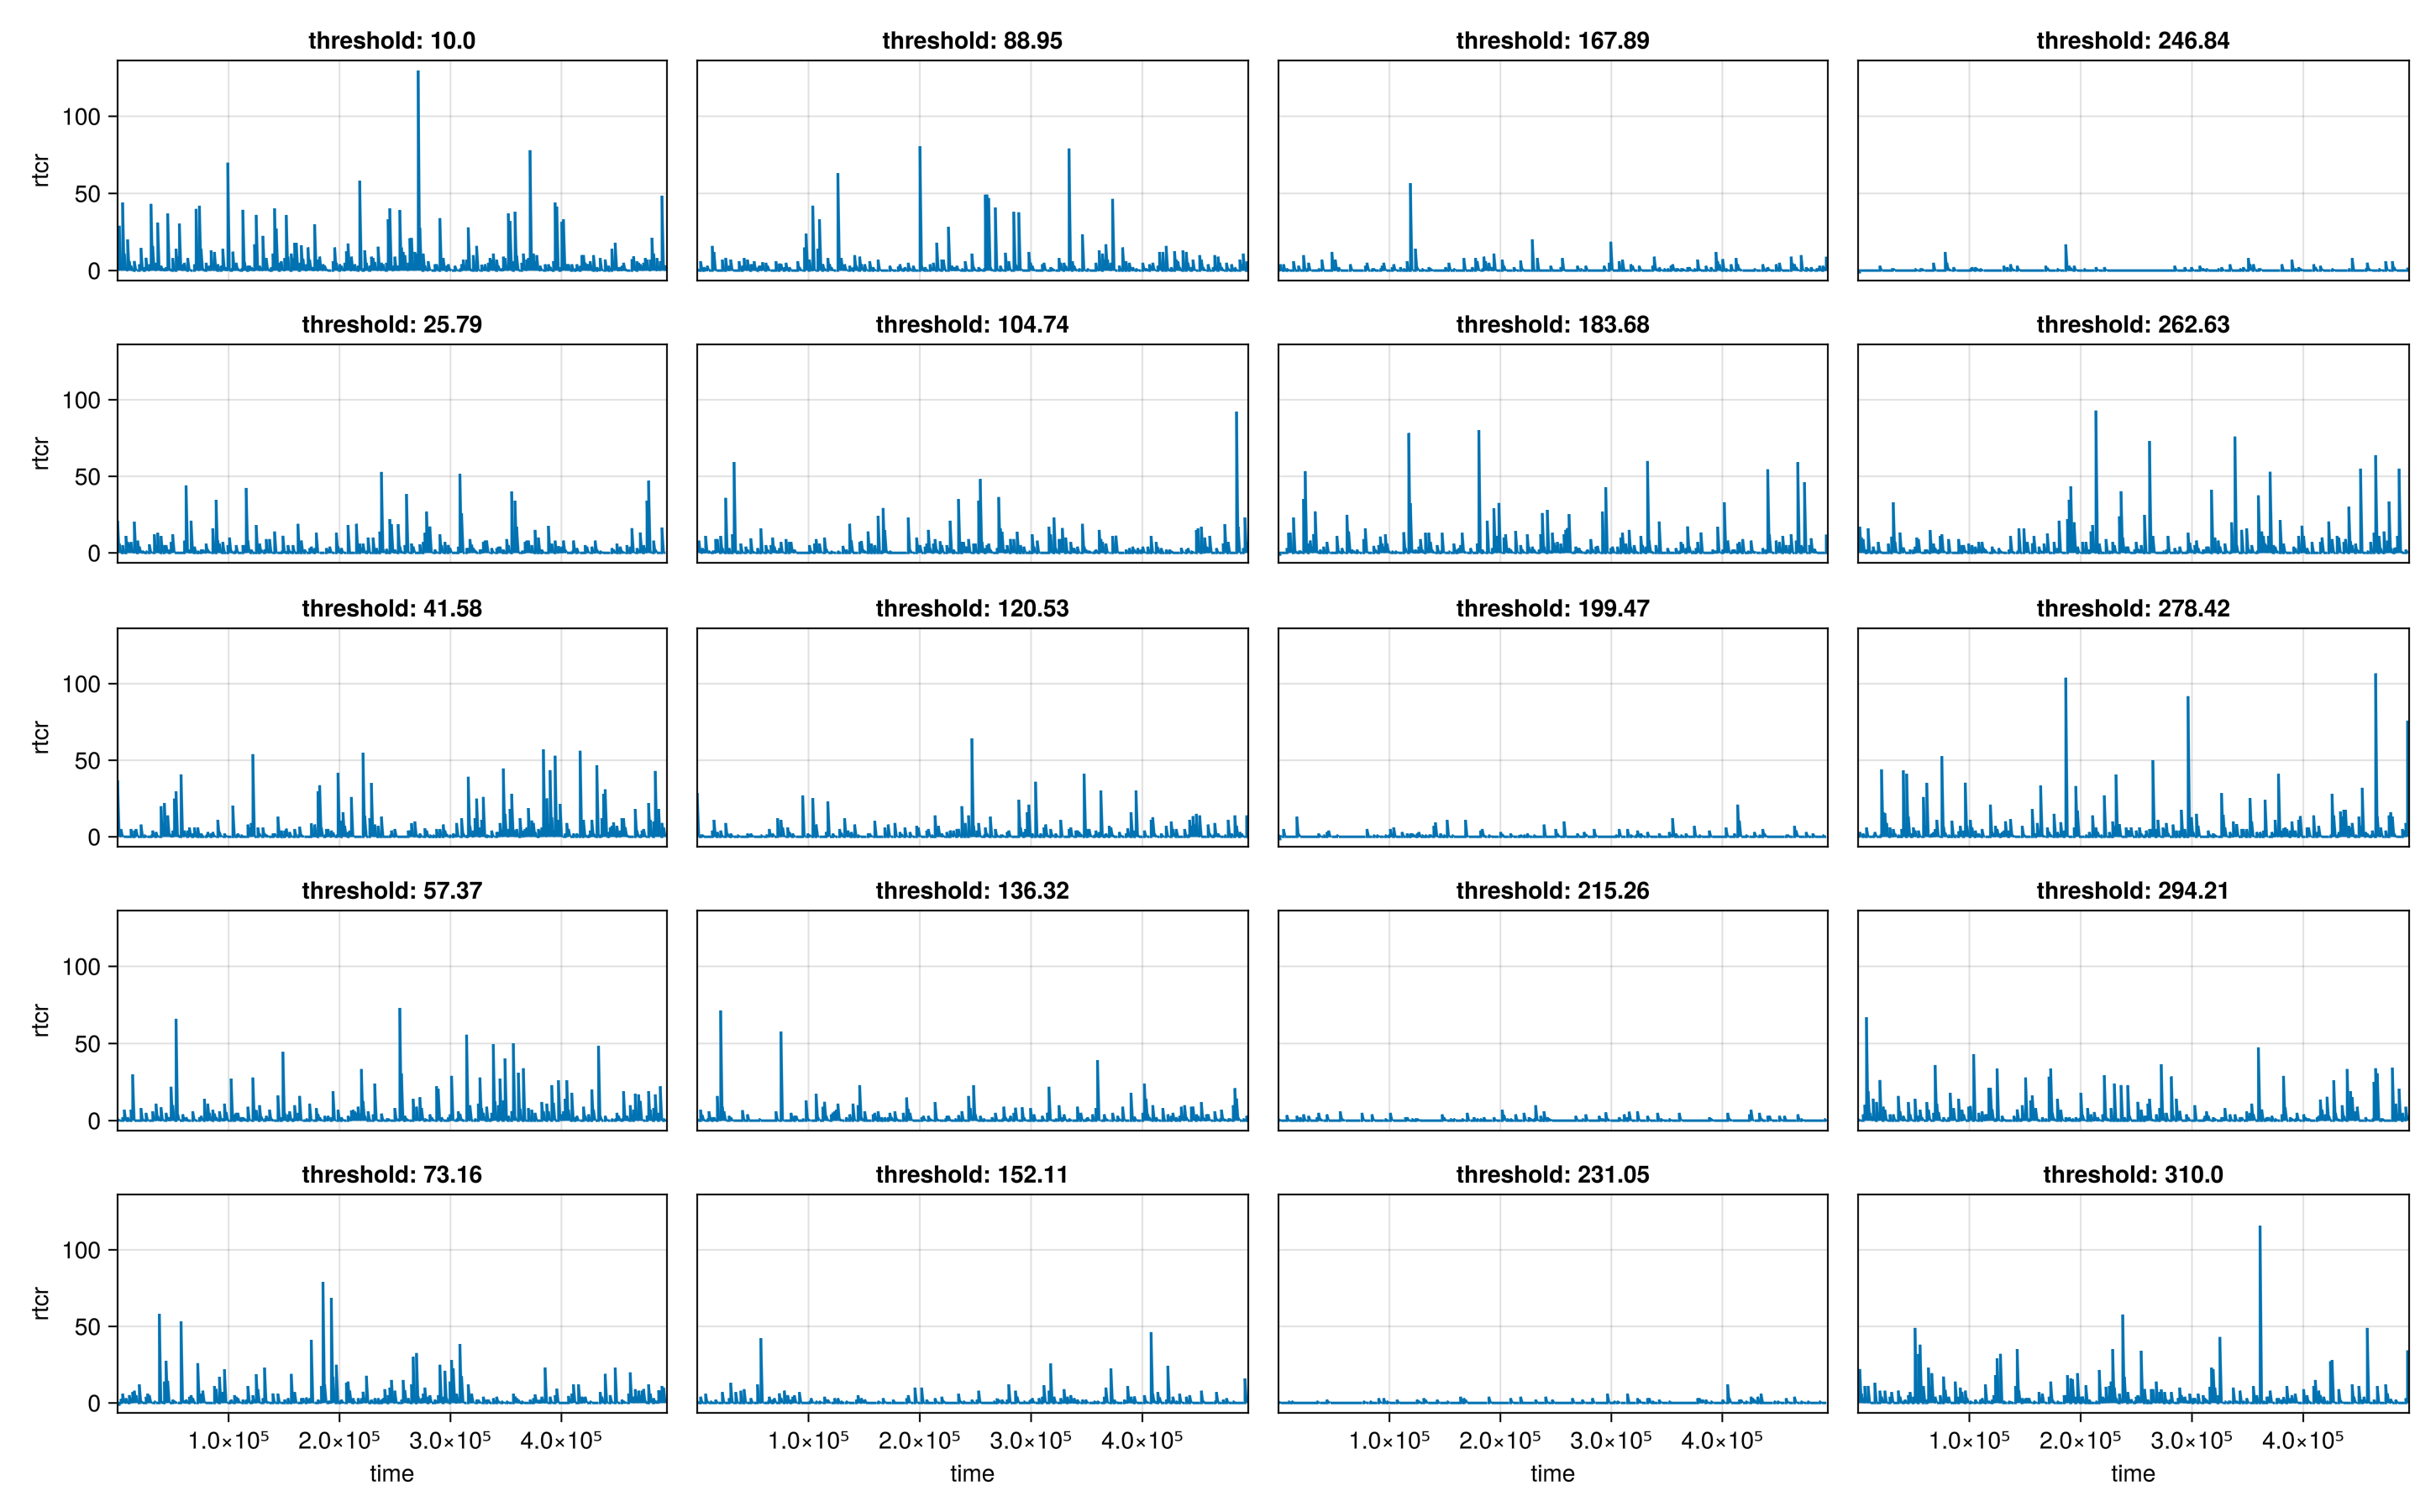 threshold: 10.0
threshold: 88.95
threshold: 167.89
threshold: 246.84
rtcr
100
50
0
threshold: 25.79
threshold: 104.74
threshold: 183.68
threshold: 262.63
rtcr
100
50
0
threshold: 41.58
threshold: 120.53
threshold: 199.47
threshold: 278.42
rtcr
100
50
0
threshold: 57.37
threshold: 136.32
threshold: 215.26
threshold: 294.21
rtcr
100
50
0
threshold: 73.16
threshold: 152.11
threshold: 231.05
threshold: 310.0
rtcr
100
50
0
1.0×10⁵ 2.0×10⁵ 3.0×10⁵ 4.0×10⁵
1.0×10⁵ 2.0×10⁵ 3.0×10⁵ 4.0×10⁵
1.0×10⁵ 2.0×10⁵ 3.0×10⁵ 4.0×10⁵
1.0×10⁵ 2.0×10⁵ 3.0×10⁵ 4.0×10⁵
time
time
time
time